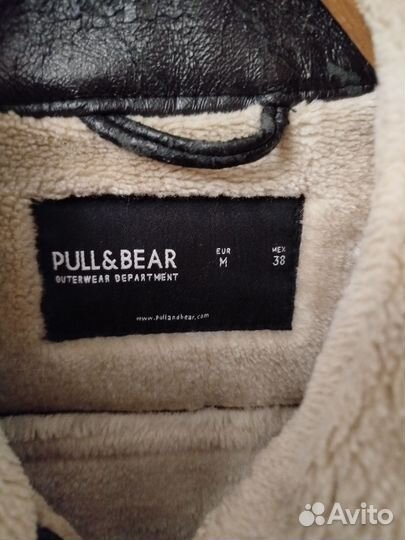 PULL&BEAR
OUTERWEAR DEPARTMENT
EUR
M
MEX
38
www.pullandbear.com
Avito